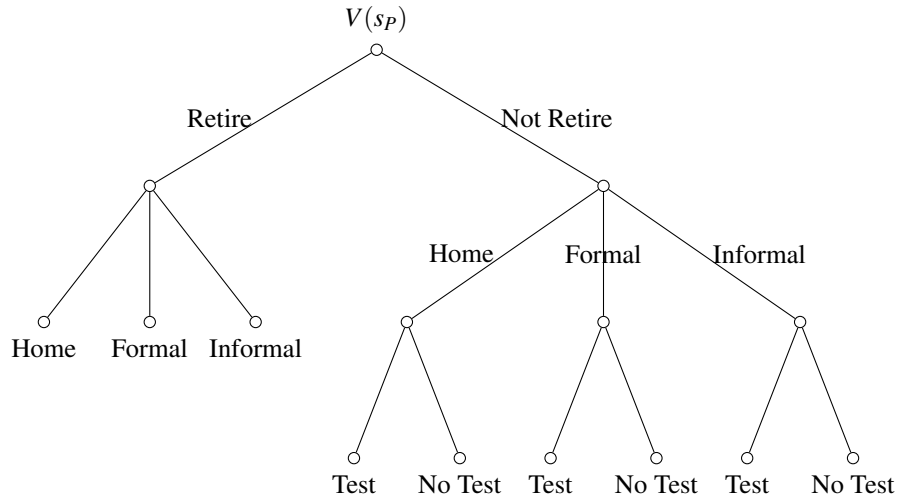 V(s_P)
Retire Not Retire
Home Formal Informal
Home Formal Informal
Test No Test Test No Test Test No Test